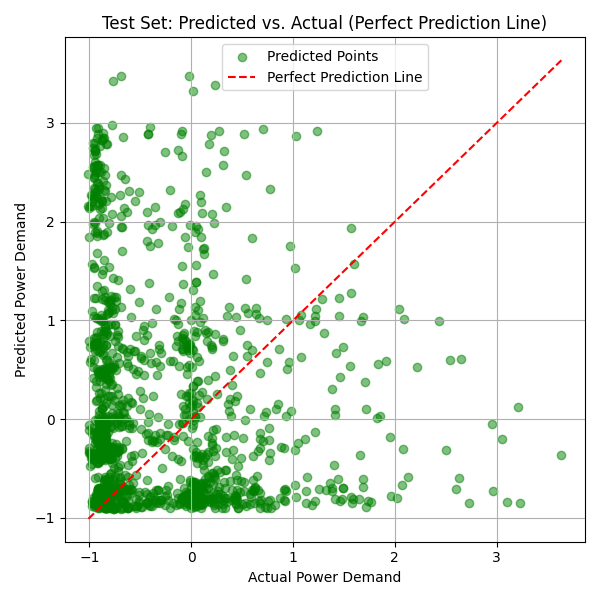 Test Set: Predicted vs. Actual (Perfect Prediction Line)
Predicted Points
Perfect Prediction Line
Predicted Power Demand
3
2
1
0
−1
−1 0 1 2 3
Actual Power Demand